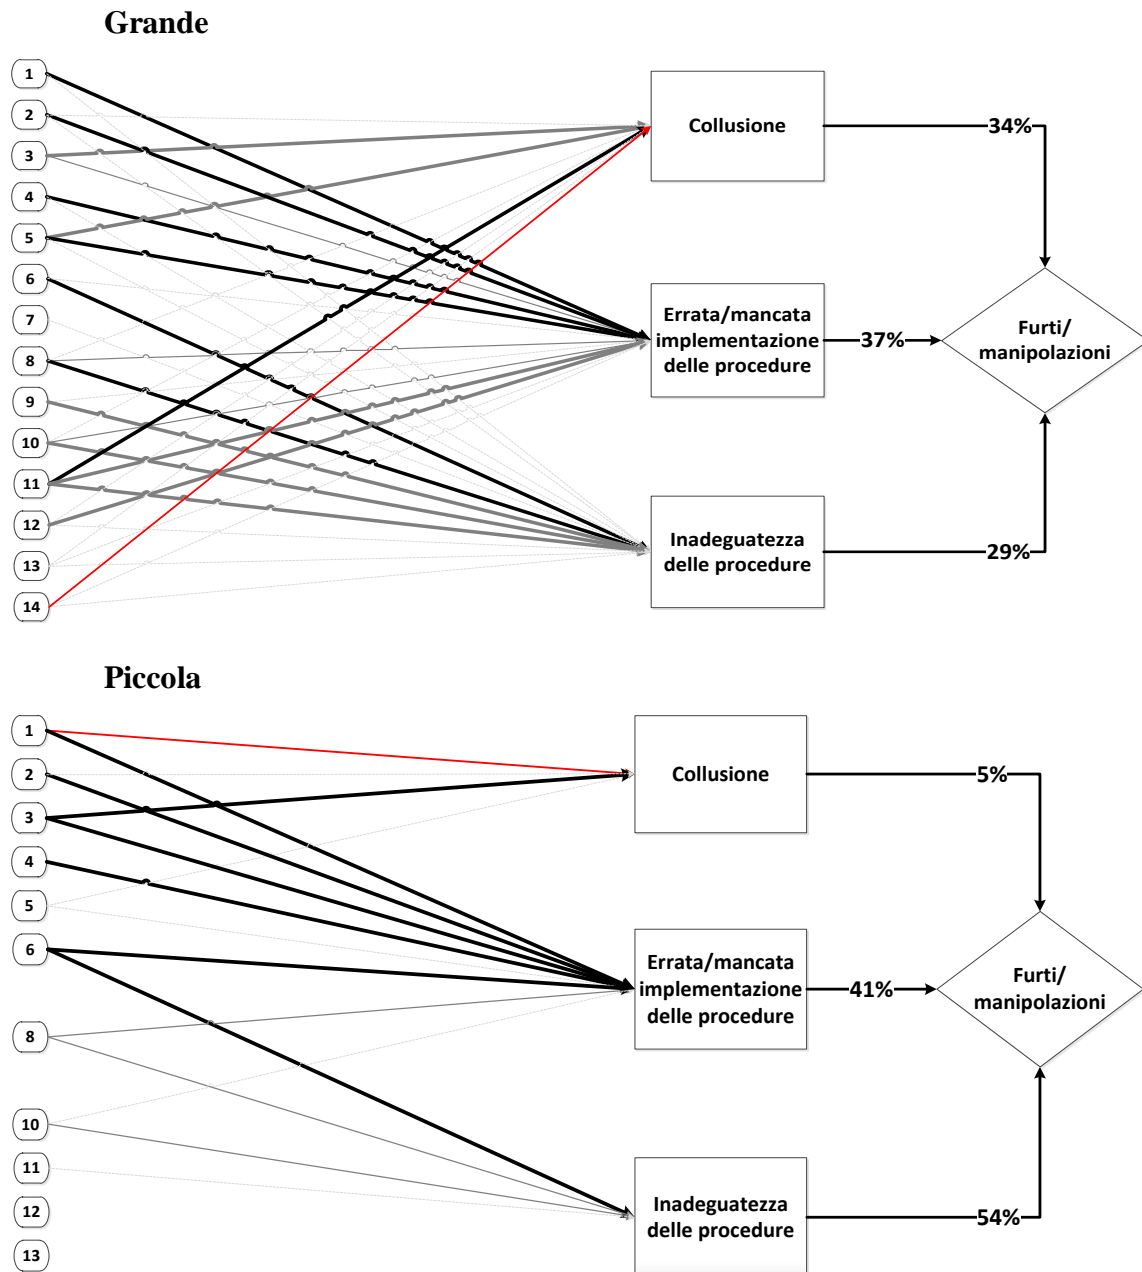 Grande
1
2
3
4
5
6
7
8
9
10
11
12
13
14
Collusione
34%
Errata/mancata
implementazione
delle procedure
37%
Furti/
manipolazioni
Inadeguatezza
delle procedure
29%
Piccola
1
2
3
4
5
6
8
10
11
12
13
Collusione
5%
Errata/mancata
implementazione
delle procedure
41%
Furti/
manipolazioni
Inadeguatezza
delle procedure
54%